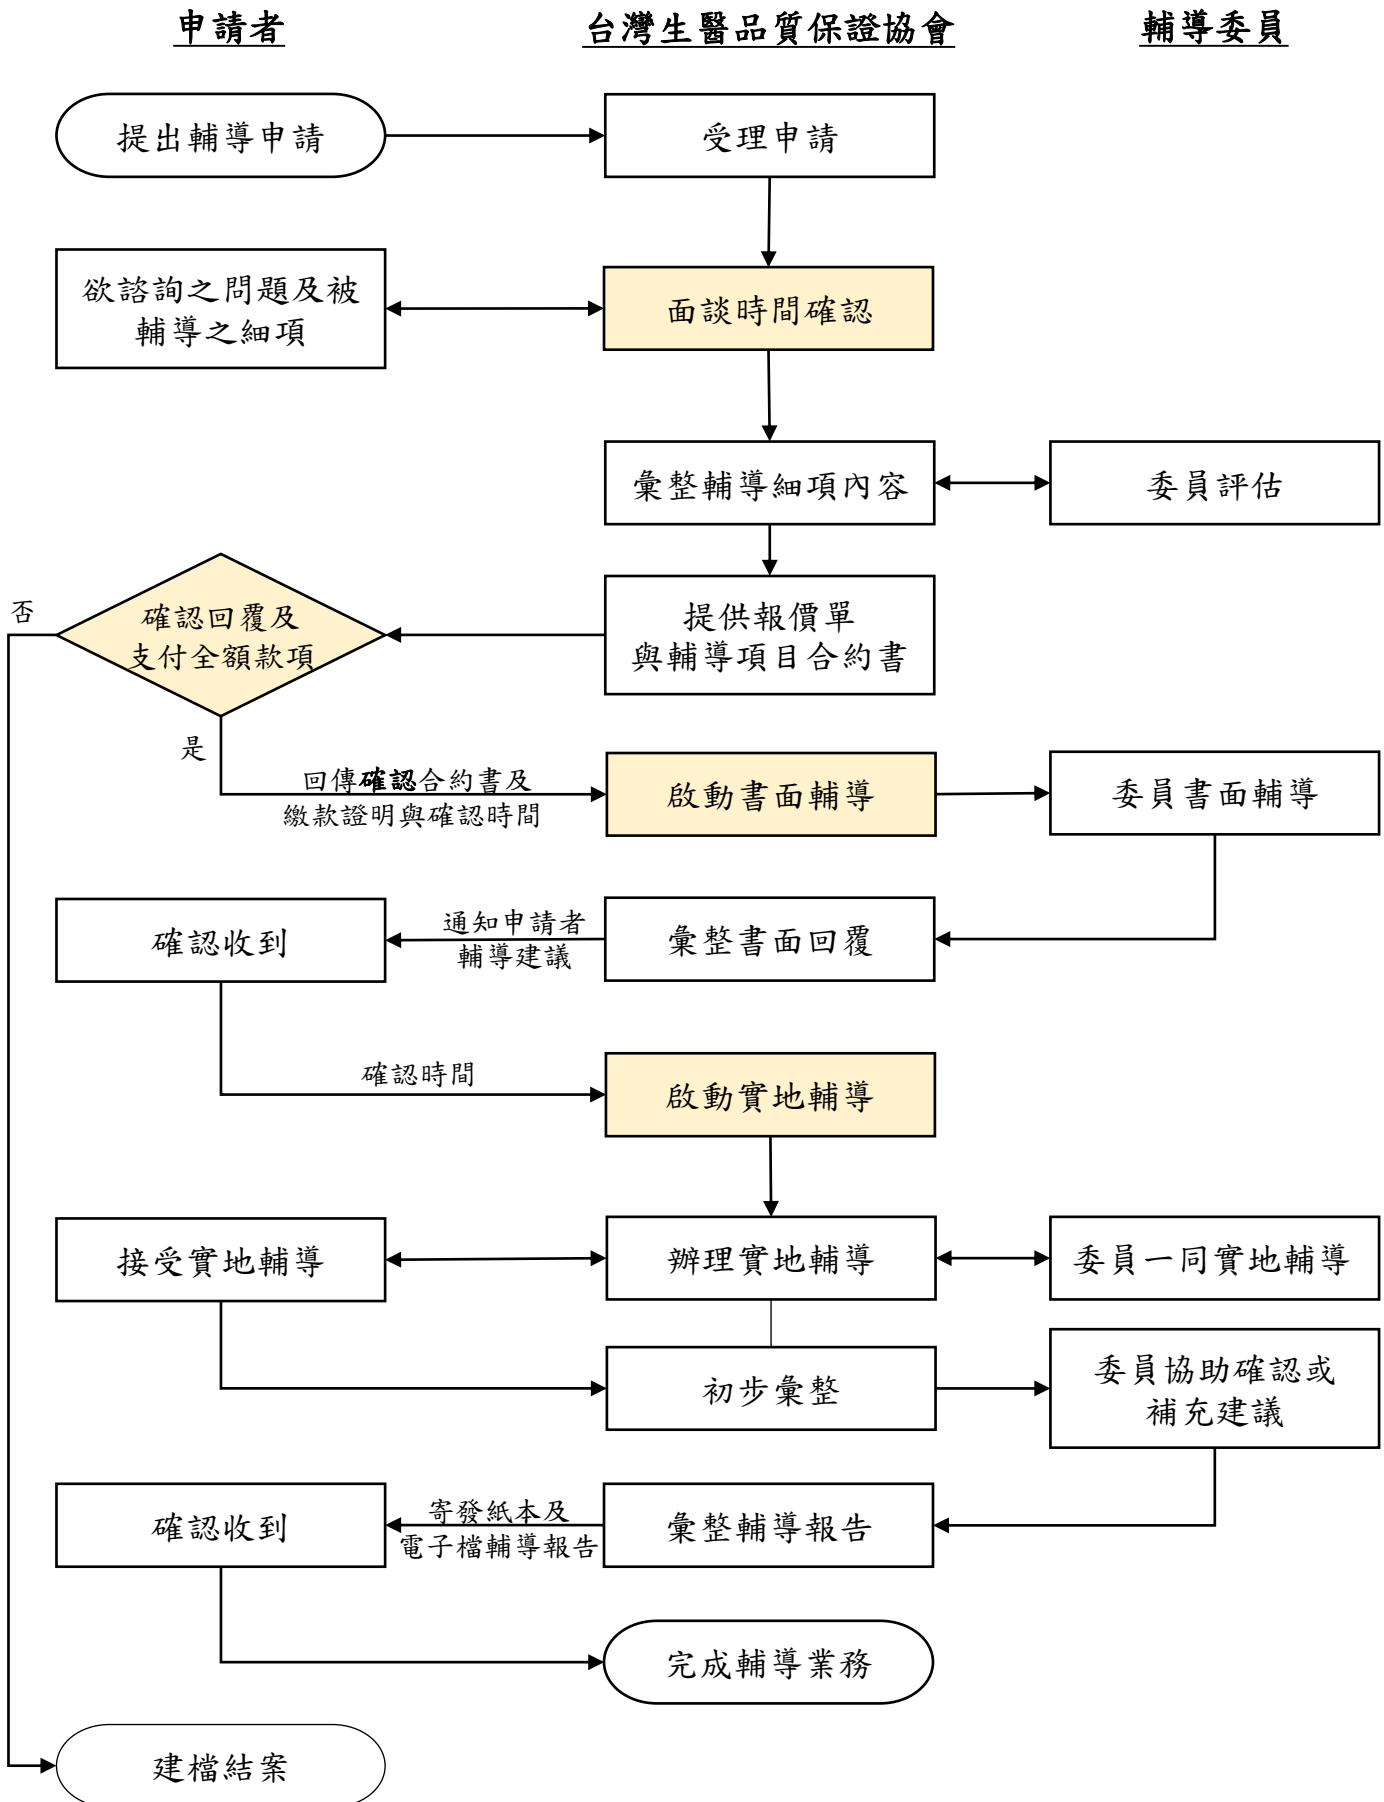 申請者
台灣生醫品質保證協會
輔導委員
提出輔導申請
受理申請
欲諮詢之問題及被
輔導之細項
面談時間確認
彙整輔導細項內容
委員評估
否
確認回覆及
支付全額款項
提供報價單
與輔導項目合約書
是
回傳確認合約書及
繳款證明與確認時間
啟動書面輔導
委員書面輔導
確認收到
通知申請者
輔導建議
彙整書面回覆
確認時間
啟動實地輔導
接受實地輔導
辦理實地輔導
委員一同實地輔導
初步彙整
委員協助確認或
補充建議
確認收到
寄發紙本及
電子檔輔導報告
彙整輔導報告
完成輔導業務
建檔結案